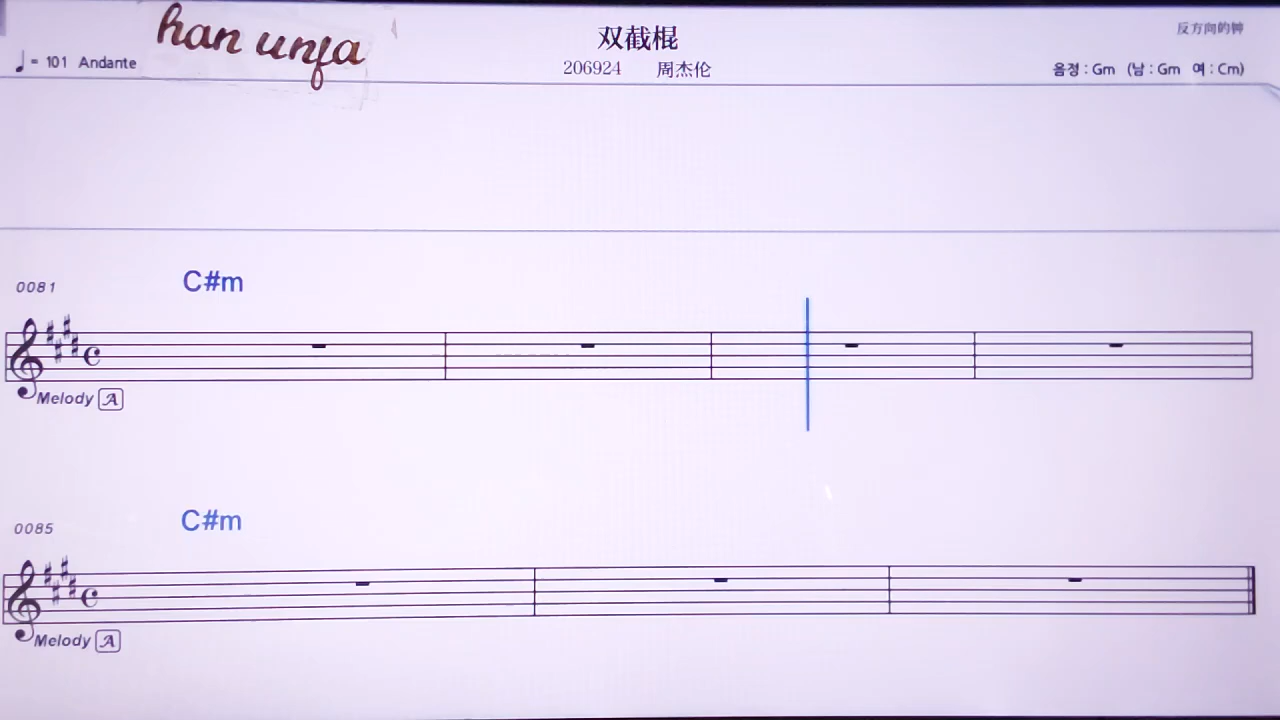 han unfa
双截棍
反方向的钟
♩= 101 Andante
206924 周杰伦
음정 : Gm (남 : Gm 여 : Cm)
0081
C#m
Melody A
0085
C#m
Melody A